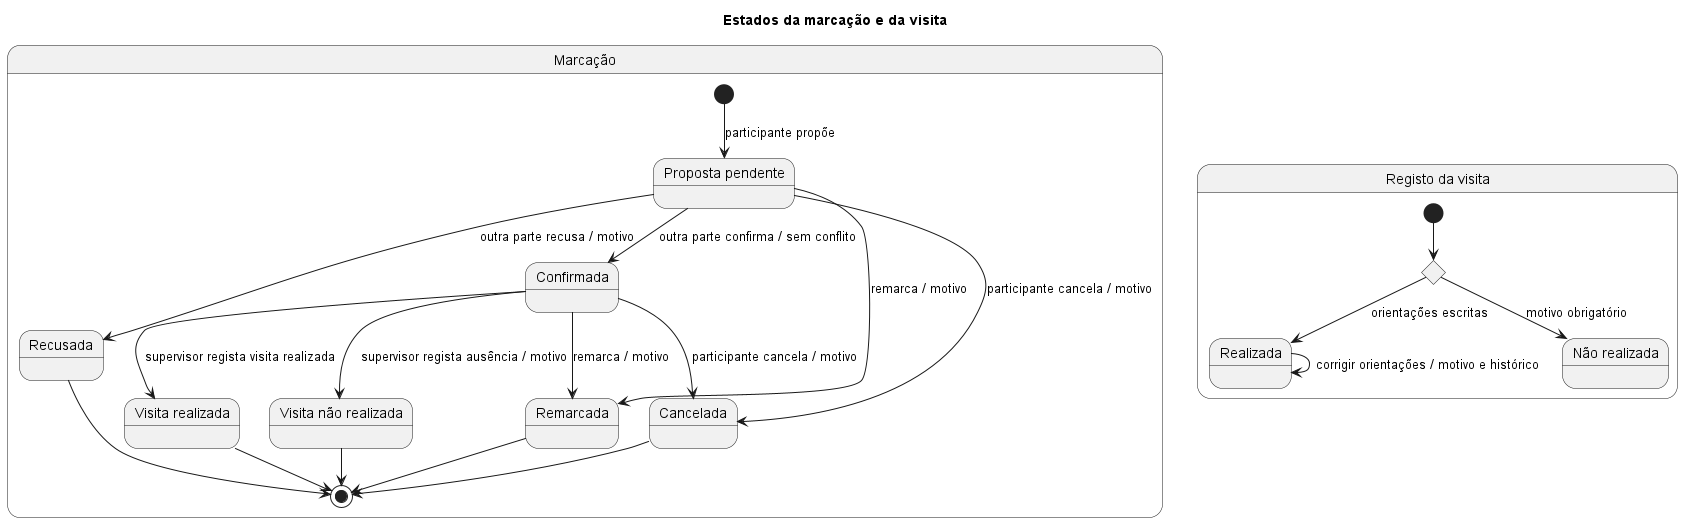 Estados da marcação e da visita
Marcação
participante propõe
Proposta pendente
Registo da visita
outra parte recusa / motivo
outra parte confirma / sem conflito
Confirmada
remarca / motivo
participante cancela / motivo
orientações escritas
motivo obrigatório
Recusada
supervisor regista visita realizada
supervisor regista ausência / motivo
remarca / motivo
participante cancela / motivo
Realizada
corrigir orientações / motivo e histórico
Não realizada
Visita realizada
Visita não realizada
Remarcada
Cancelada